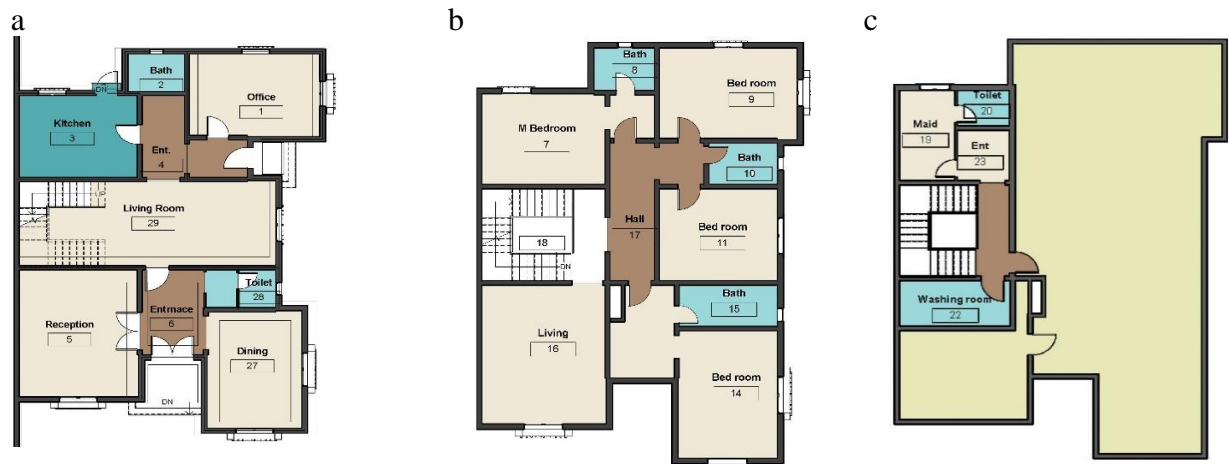 a
Bath
2
Office
1
DN
Kitchen
3
Ent.
4
UP
Living Room
29
Toilet
28
Entrnace
6
Reception
5
Dining
27
DN
b
Bath
8
Bed room
9
M Bedroom
7
Bath
10
Hall
17
Bed room
11
18
DN
Bath
15
Living
16
Bed room
14
c
Toilet
20
Maid
19
Ent
23
Washing room
22